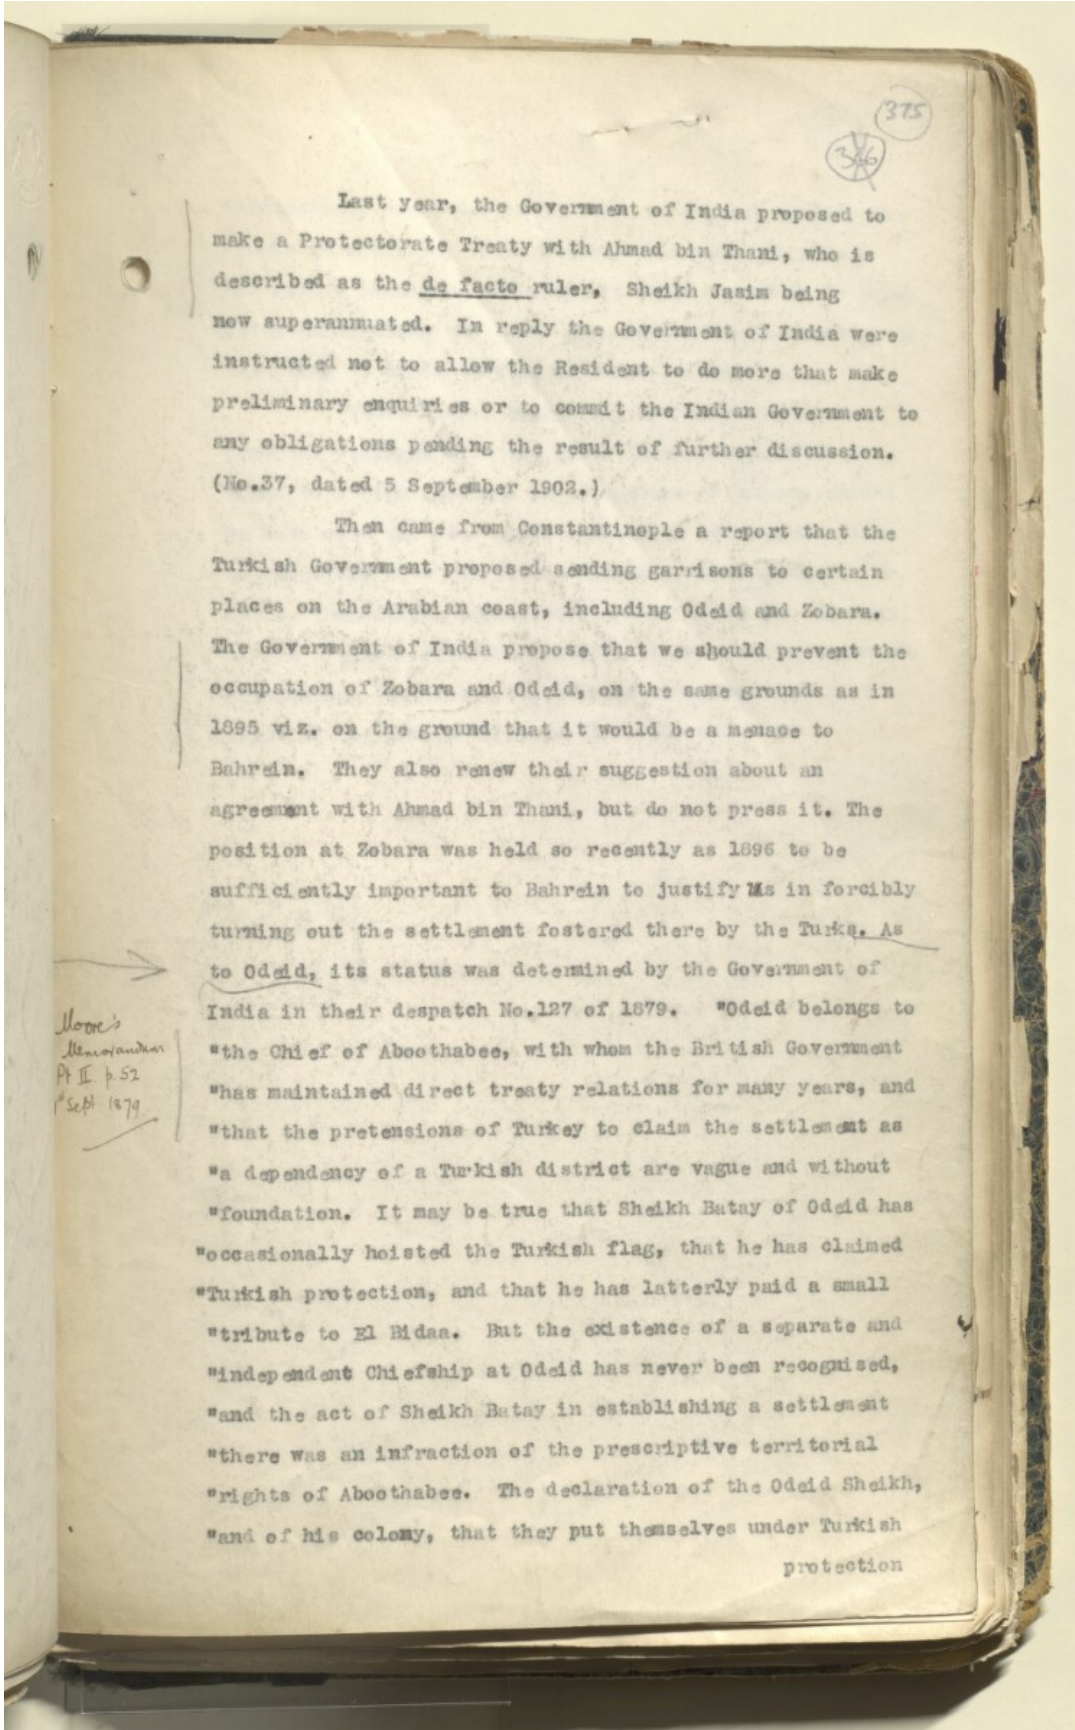 375
366
Last year, the Government of India proposed to
make a Protectorate Treaty with Ahmad bin Thani, who is
described as the de facto ruler, Sheikh Jasim being
now superannuated. In reply the Government of India were
instructed not to allow the Resident to do more that make
preliminary enquiries or to commit the Indian Government to
any obligations pending the result of further discussion.
(No.37, dated 5 September 1902.)
Then came from Constantinople a report that the
Turkish Government proposed sending garrisons to certain
places on the Arabian coast, including Odeid and Zobara.
The Government of India propose that we should prevent the
occupation of Zobara and Odeid, on the same grounds as in
1895 viz. on the ground that it would be a menace to
Bahrein. They also renew their suggestion about an
agreement with Ahmad bin Thani, but do not press it. The
position at Zobara was held so recently as 1896 to be
sufficiently important to Bahrein to justify us in forcibly
turning out the settlement fostered there by the Turks. As
to Odeid, its status was determined by the Government of
India in their despatch No.127 of 1879. "Odeid belongs to
"the Chief of Aboothabee, with whom the British Government
"has maintained direct treaty relations for many years, and
"that the pretensions of Turkey to claim the settlement as
"a dependency of a Turkish district are vague and without
"foundation. It may be true that Sheikh Batay of Odeid has
"occasionally hoisted the Turkish flag, that he has claimed
"Turkish protection, and that he has latterly paid a small
"tribute to El Bidaa. But the existence of a separate and
"independent Chiefship at Odeid has never been recognised,
"and the act of Sheikh Batay in establishing a settlement
"there was an infraction of the prescriptive territorial
"rights of Aboothabee. The declaration of the Odeid Sheikh,
"and of his colony, that they put themselves under Turkish
protection
Moore's
Memorandum
Pt II. p. 52
1st Sept 1879